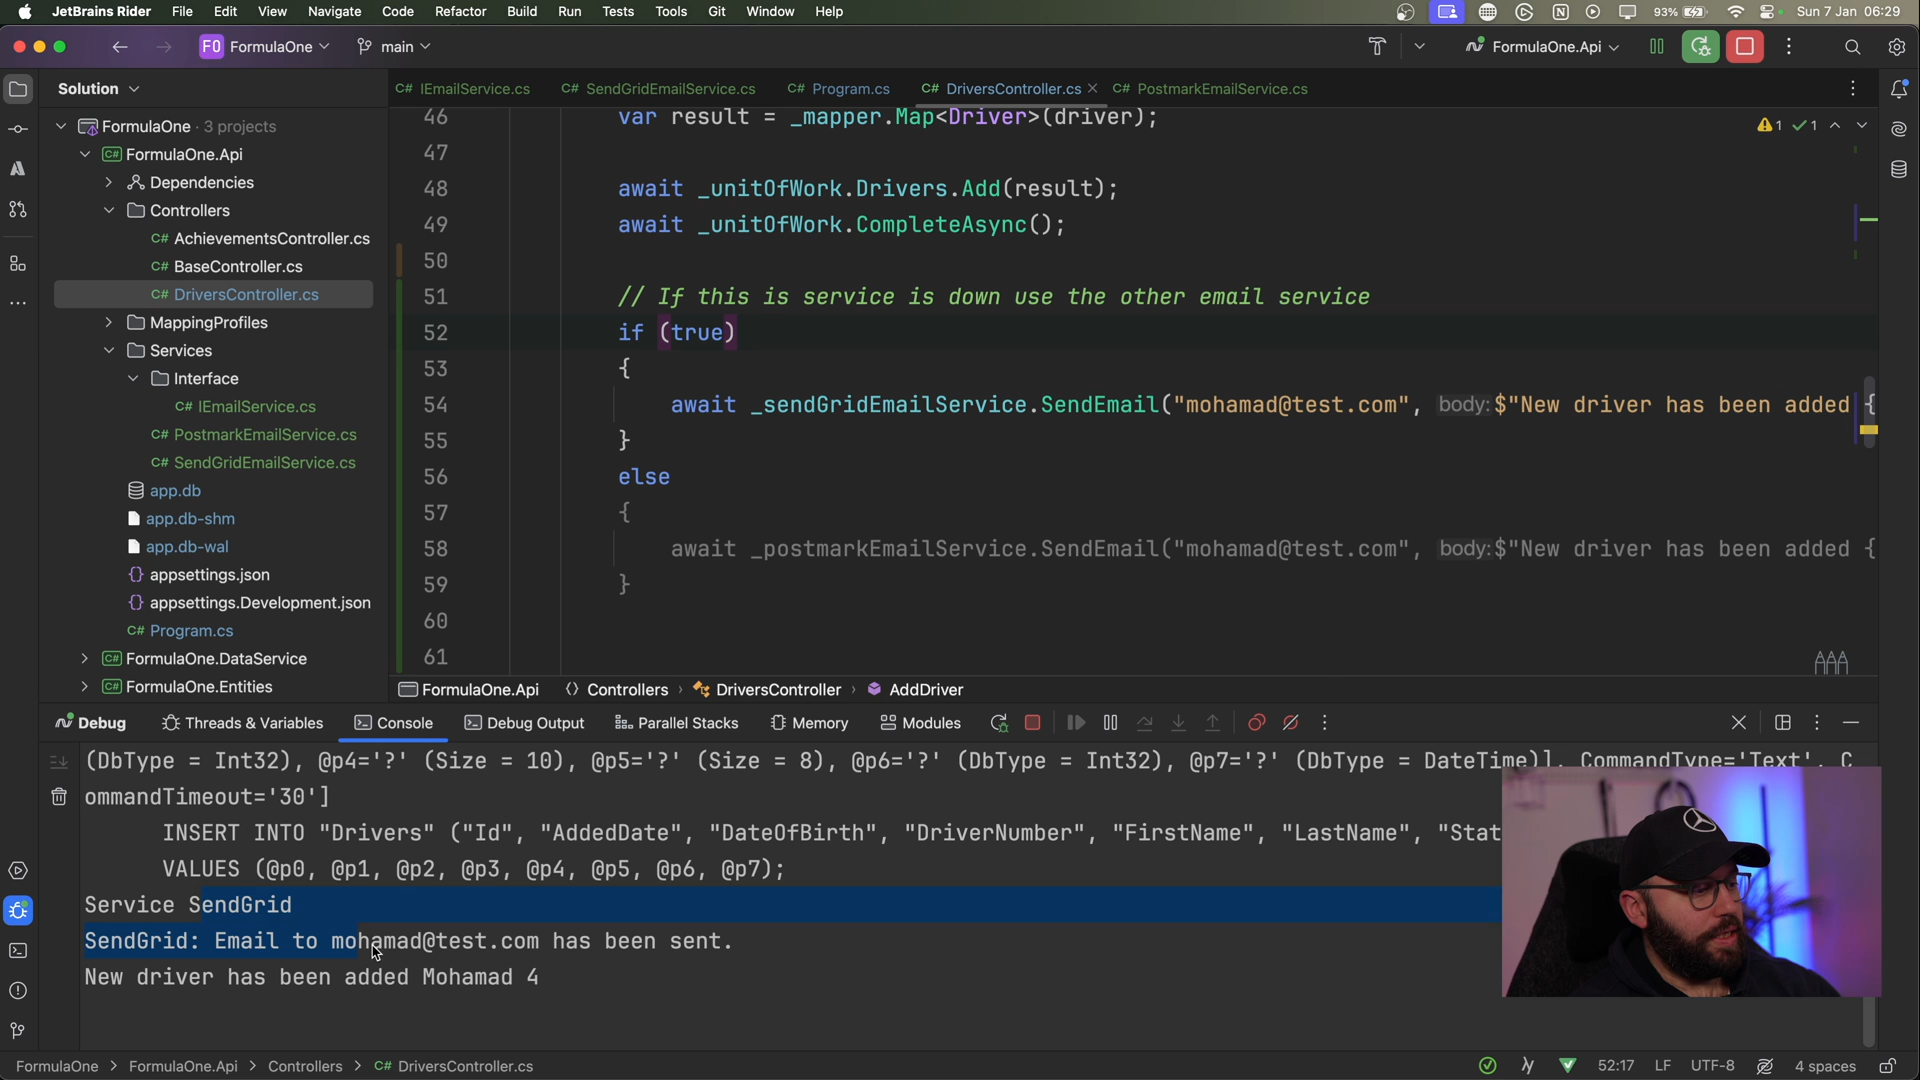 JetBrains Rider File Edit View Navigate Code Refactor Build Run Tests Tools Git Window Help 93% Sun 7 Jan 06:29
FO FormulaOne main FormulaOne.Api
Solution
C# IEmailService.cs C# SendGridEmailService.cs C# Program.cs C# DriversController.cs C# PostmarkEmailService.cs
FormulaOne · 3 projects
C# FormulaOne.Api
Dependencies
Controllers
C# AchievementsController.cs
C# BaseController.cs
C# DriversController.cs
MappingProfiles
Services
Interface
C# IEmailService.cs
C# PostmarkEmailService.cs
C# SendGridEmailService.cs
app.db
app.db-shm
app.db-wal
{} appsettings.json
{} appsettings.Development.json
C# Program.cs
C# FormulaOne.DataService
C# FormulaOne.Entities
1 1
46 var result = _mapper.Map<Driver>(driver);
47
48 await _unitOfWork.Drivers.Add(result);
49 await _unitOfWork.CompleteAsync();
50
51 // If this is service is down use the other email service
52 if (true)
53 {
54 await _sendGridEmailService.SendEmail("mohamad@test.com", body:$"New driver has been added {
55 }
56 else
57 {
58 await _postmarkEmailService.SendEmail("mohamad@test.com", body:$"New driver has been added {
59 }
60
61
FormulaOne.Api Controllers DriversController AddDriver
Debug Threads & Variables Console Debug Output Parallel Stacks Memory Modules
(DbType = Int32), @p4='?' (Size = 10), @p5='?' (Size = 8), @p6='?' (DbType = Int32), @p7='?' (DbType = DateTime)], CommandType='Text', C
ommandTimeout='30']
INSERT INTO "Drivers" ("Id", "AddedDate", "DateOfBirth", "DriverNumber", "FirstName", "LastName", "Stat
VALUES (@p0, @p1, @p2, @p3, @p4, @p5, @p6, @p7);
Service SendGrid
SendGrid: Email to mohamad@test.com has been sent.
New driver has been added Mohamad 4
FormulaOne > FormulaOne.Api > Controllers > C# DriversController.cs 52:17 LF UTF-8 4 spaces